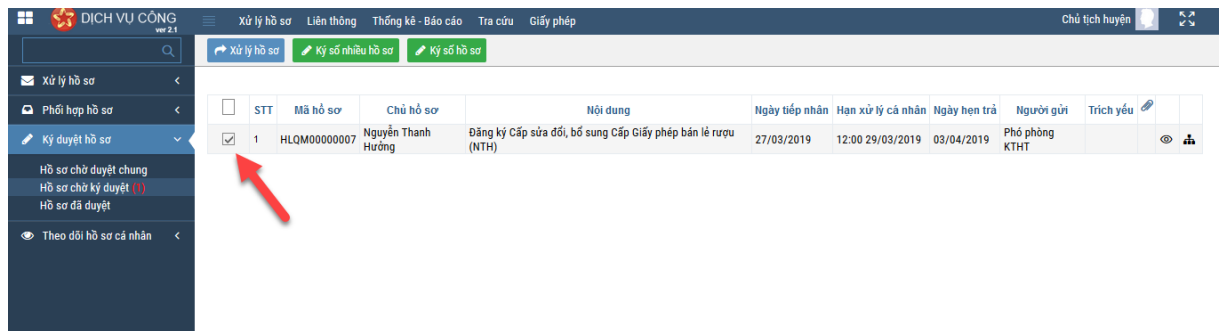 DỊCH VỤ CÔNG
ver 2.1
Xử lý hồ sơ Liên thông Thống kê - Báo cáo Tra cứu Giấy phép Chủ tịch huyện
Xử lý hồ sơ Ký số nhiều hồ sơ Ký số hồ sơ
Xử lý hồ sơ
Phối hợp hồ sơ
Ký duyệt hồ sơ
Hồ sơ chờ duyệt chung
Hồ sơ chờ ký duyệt (1)
Hồ sơ đã duyệt
Theo dõi hồ sơ cá nhân
STT Mã hồ sơ Chủ hồ sơ Nội dung Ngày tiếp nhân Hạn xử lý cá nhân Ngày hẹn trả Người gửi Trích yếu
1 HLQM00000007 Nguyễn Thanh Hưởng Đăng ký Cấp sửa đổi, bổ sung Cấp Giấy phép bán lẻ rượu (NTH) 27/03/2019 12:00 29/03/2019 03/04/2019 Phó phòng KTHT